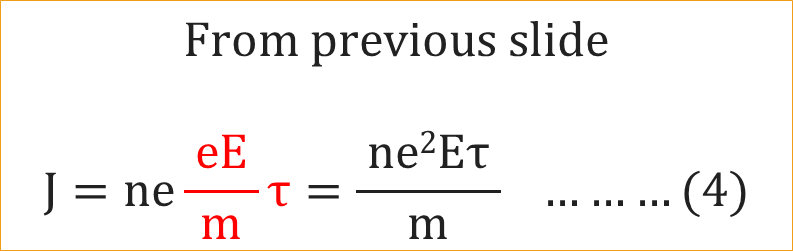 From previous slide
J = ne eE/m τ = ne²Eτ/m ... ... ... (4)